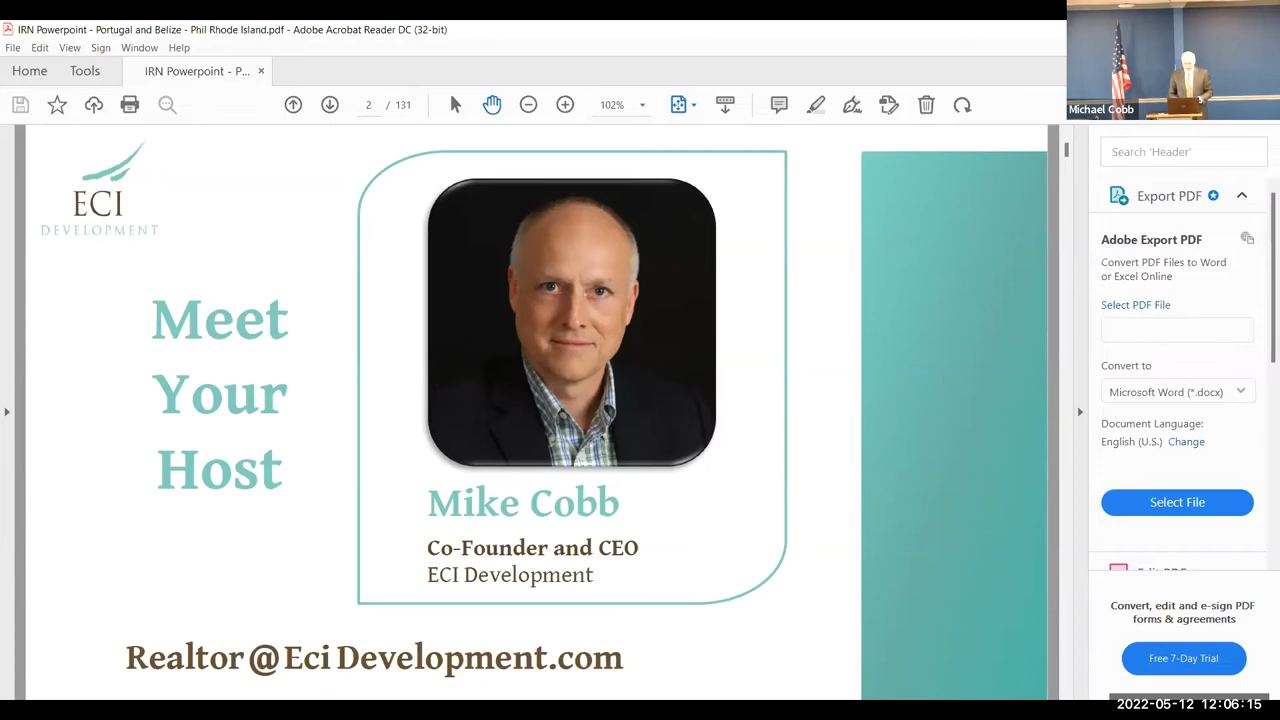 IRN Powerpoint - Portugal and Belize - Phil Rhode Island.pdf - Adobe Acrobat Reader DC (32-bit)
File Edit View Sign Window Help
Home Tools IRN Powerpoint - P... ×
2 / 131 102%
Michael Cobb
ECI
DEVELOPMENT
Meet
Your
Host
Mike Cobb
Co-Founder and CEO
ECI Development
Realtor@EciDevelopment.com
Search 'Header'
Export PDF
Adobe Export PDF
Convert PDF Files to Word
or Excel Online
Select PDF File
Convert to
Microsoft Word (*.docx)
Document Language:
English (U.S.) Change
Select File
Convert, edit and e-sign PDF
forms & agreements
Free 7-Day Trial
2022-05-12 12:06:15